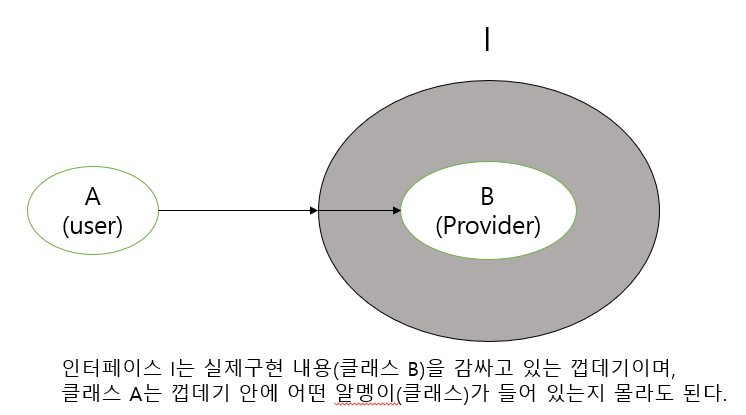 I
A
(user)
B
(Provider)
인터페이스 I는 실제구현 내용(클래스 B)을 감싸고 있는 껍데기이며,
클래스 A는 껍데기 안에 어떤 알멩이(클래스)가 들어 있는지 몰라도 된다.